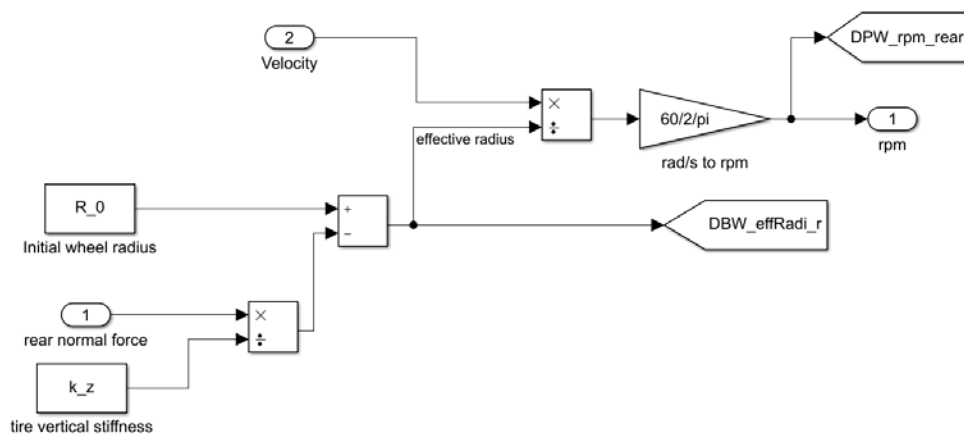 2
Velocity
DPW_rpm_rear
×
÷
effective radius
60/2/pi
rad/s to rpm
1
rpm
R_0
Initial wheel radius
+
−
DBW_effRadi_r
1
rear normal force
×
÷
k_z
tire vertical stiffness